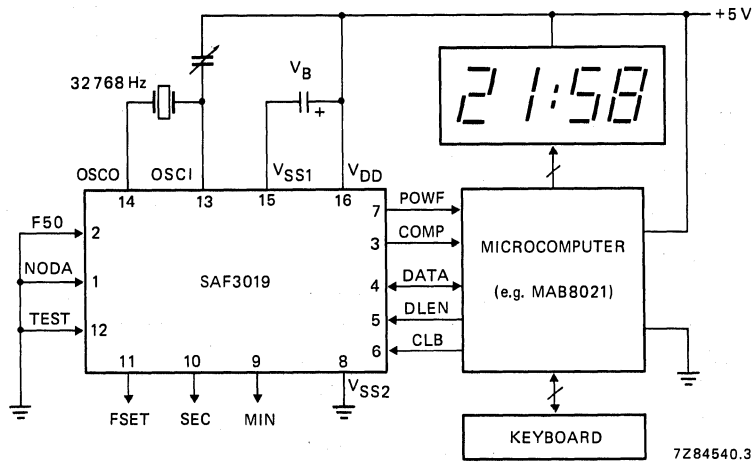 +5 V
32768 Hz
V_B
+
21:58
OSCO OSCI V_SS1 V_DD
14 13 15 16
7 POWF
F50 2
3 COMP
MICROCOMPUTER
NODA 1
SAF3019
4 DATA
(e.g. MAB8021)
5 DLEN
TEST 12
6 CLB
11 10 9 8
V_SS2
FSET SEC MIN
KEYBOARD
7Z84540.3